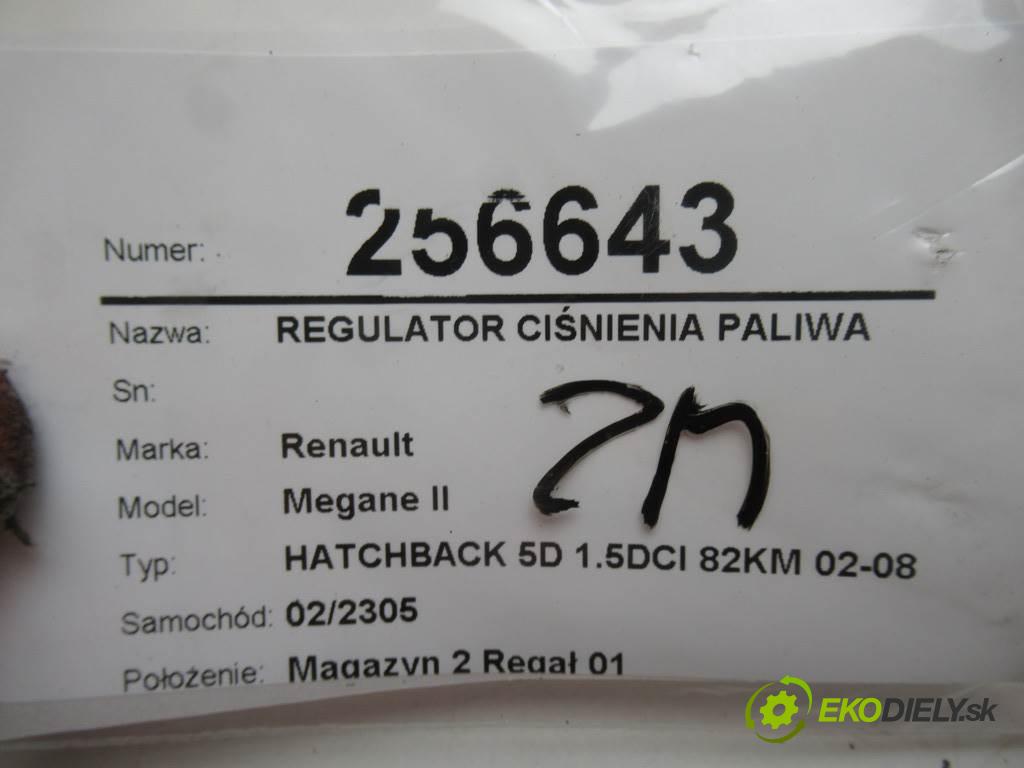 Numer: 256643
Nazwa: REGULATOR CIŚNIENIA PALIWA
Sn:
Marka: Renault
Model: Megane II
Typ: HATCHBACK 5D 1.5DCI 82KM 02-08
Samochód: 02/2305
Położenie: Magazyn 2 Regał 01
EKODIELY.sk